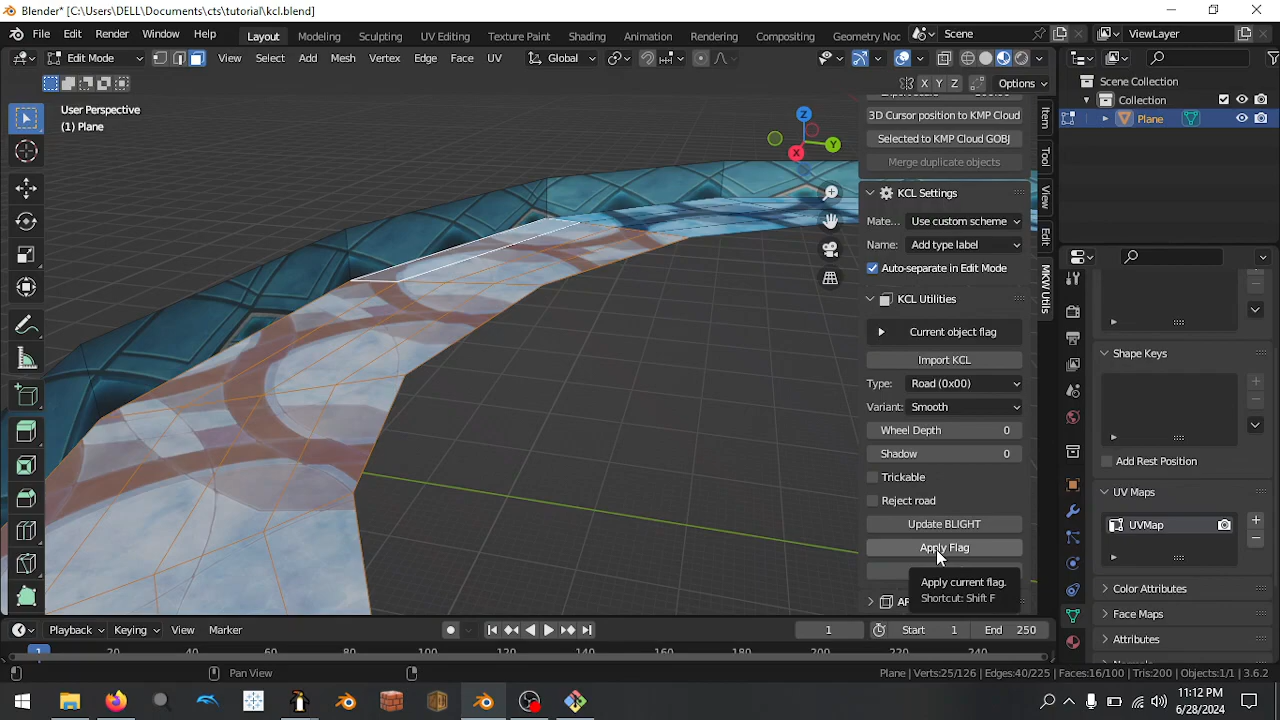 Blender* [C:\Users\DELL\Documents\cts\tutorial\kcl.blend]
File Edit Render Window Help Layout Modeling Sculpting UV Editing Texture Paint Shading Animation Rendering Compositing Geometry Noc Scene ViewLayer
Edit Mode View Select Add Mesh Vertex Edge Face UV Global
X Y Z Options
User Perspective
(1) Plane
Z
Y
X
3D Cursor position to KMP Cloud
Selected to KMP Cloud GOBJ
Merge duplicate objects
KCL Settings
Mate... Use custom scheme
Name: Add type label
Auto-separate in Edit Mode
KCL Utilities
Current object flag
Import KCL
Type: Road (0x00)
Variant: Smooth
Wheel Depth 0
Shadow 0
Trickable
Reject road
Update BLIGHT
Apply Flag
Apply current flag.
Shortcut: Shift F
Item
Tool
View
Edit
MKW Utils
Scene Collection
Collection
Plane
Shape Keys
Add Rest Position
UV Maps
UVMap
Color Attributes
Face Maps
Attributes
Playback Keying View Marker 1 Start 1 End 250
1 20 40 60 80 100 120 140 160 180 200 220 240
Pan View
Plane | Verts:25/126 | Edges:40/225 | Faces:16/100 | Tris:200 | Objects:1/1 | 3.6.2
11:12 PM
6/28/2024